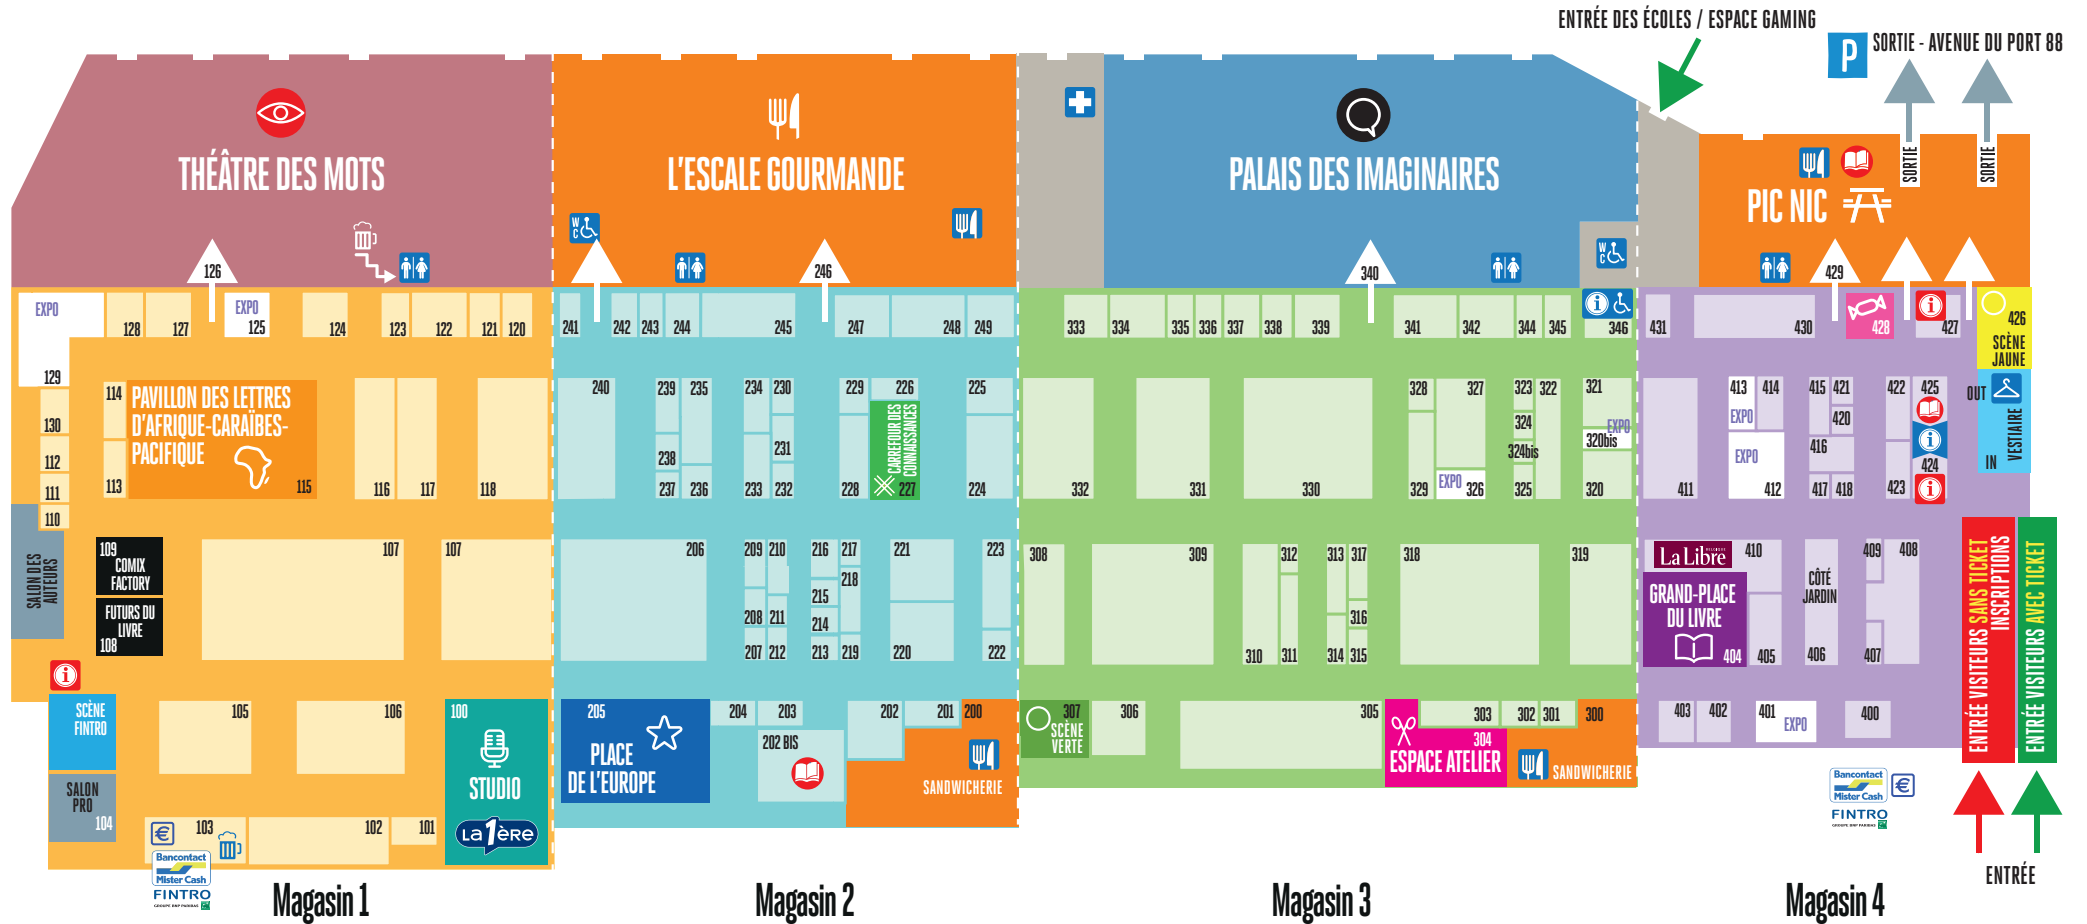 ENTRÉE DES ÉCOLES / ESPACE GAMING
P SORTIE - AVENUE DU PORT 88
THÉÂTRE DES MOTS
L'ESCALE GOURMANDE
PALAIS DES IMAGINAIRES
PIC NIC
SORTIE
SORTIE
WC
WC
126
246
340
429
EXPO
129
128
127
EXPO
125
124
123
122
121
120
241
242
243
244
245
247
248
249
333
334
335
336
337
338
339
341
342
344
345
346
431
430
428
427
426
SCÈNE
JAUNE
130
112
111
110
114
113
PAVILLON DES LETTRES
D'AFRIQUE-CARAÏBES-
PACIFIQUE
115
116
117
118
240
239
235
238
237
236
234
230
231
233
232
229
226
228
CARREFOUR DES
CONNAISSANCES
227
225
224
332
331
330
328
327
329
EXPO
326
323
322
324
324bis
325
321
EXPO
320bis
320
411
413
EXPO
414
EXPO
412
415
421
420
416
417
418
422
423
425
424
OUT
VESTIAIRE
IN
SALON DES
AUTEURS
109
COMIX
FACTORY
FUTURS DU
LIVRE
108
107
107
206
209
210
208
211
207
212
216
217
218
215
214
213
219
221
220
223
222
308
309
312
310
311
313
317
316
314
315
318
319
La Libre
410
GRAND-PLACE
DU LIVRE
404
405
CÔTÉ
JARDIN
406
409
408
407
ENTRÉE VISITEURS SANS TICKET
INSCRIPTIONS
ENTRÉE VISITEURS AVEC TICKET
SCÈNE
FINTRO
SALON
PRO
104
105
106
100
STUDIO
LA 1ÈRE
103
102
101
Bancontact
Mister Cash
FINTRO
GROUPE BNP PARIBAS
205
PLACE
DE L'EUROPE
204
203
202 BIS
202
201
200
SANDWICHERIE
307
SCÈNE
VERTE
306
305
303
304
ESPACE ATELIER
302
301
300
SANDWICHERIE
403
402
401
EXPO
400
Bancontact
Mister Cash
FINTRO
GROUPE BNP PARIBAS
ENTRÉE
Magasin 1
Magasin 2
Magasin 3
Magasin 4